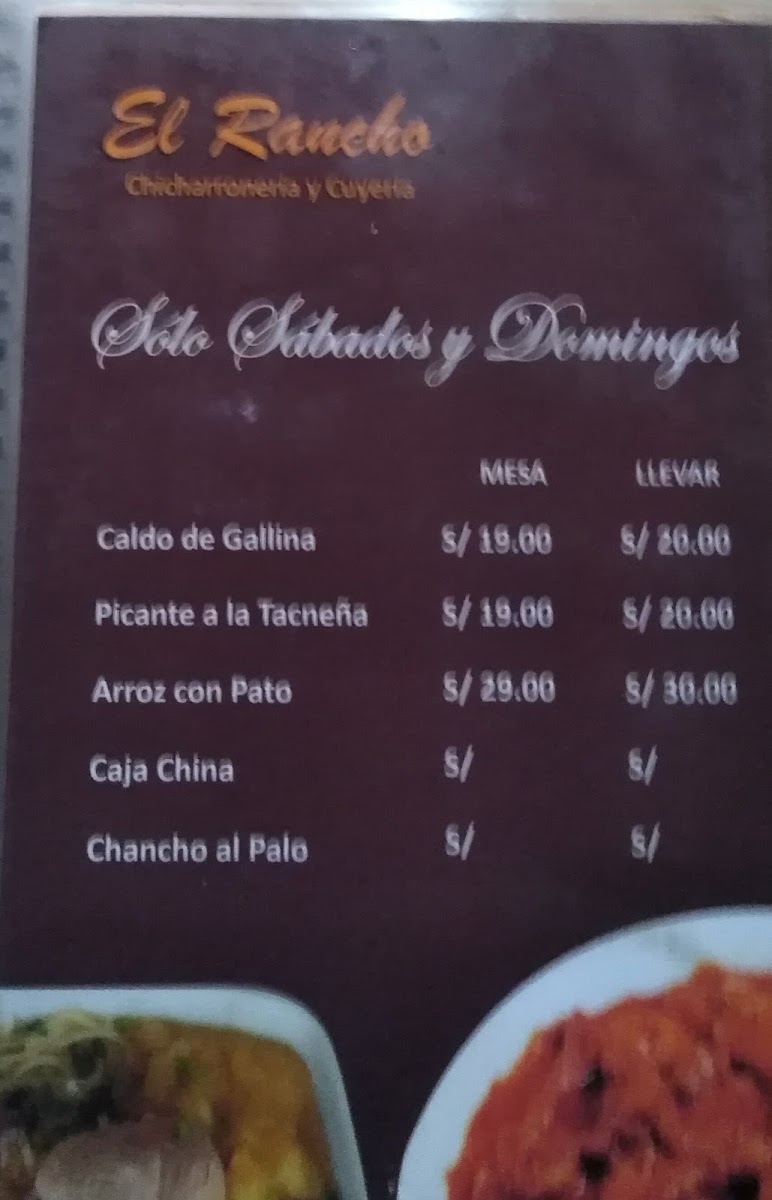 El Rancho
Chicharronería y Cuyería
Sólo Sábados y Domingos
MESA LLEVAR
Caldo de Gallina S/ 19.00 S/ 20.00
Picante a la Tacneña S/ 19.00 S/ 20.00
Arroz con Pato S/ 29.00 S/ 30.00
Caja China S/ S/
Chancho al Palo S/ S/